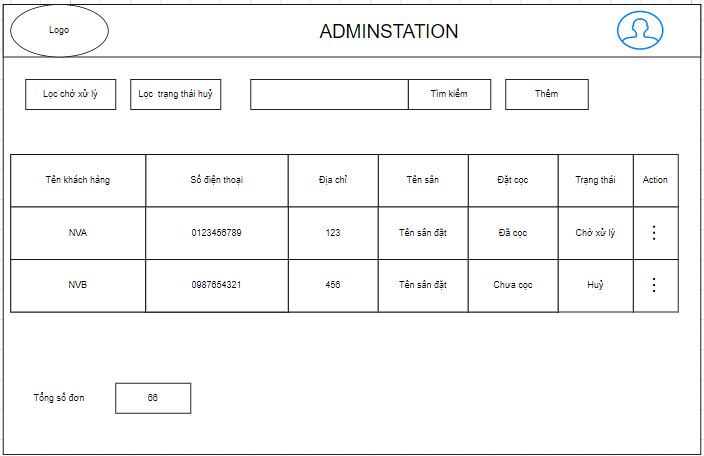 Logo
ADMINSTATION
Lọc chờ xử lý
Lọc trạng thái huỷ
Tìm kiếm
Thêm
Tên khách hàng Số điện thoại Địa chỉ Tên sân Đặt cọc Trạng thái Action
NVA 0123456789 123 Tên sân đặt Đã cọc Chờ xử lý
NVB 0987654321 456 Tên sân đặt Chưa cọc Huỷ
Tổng số đơn 66